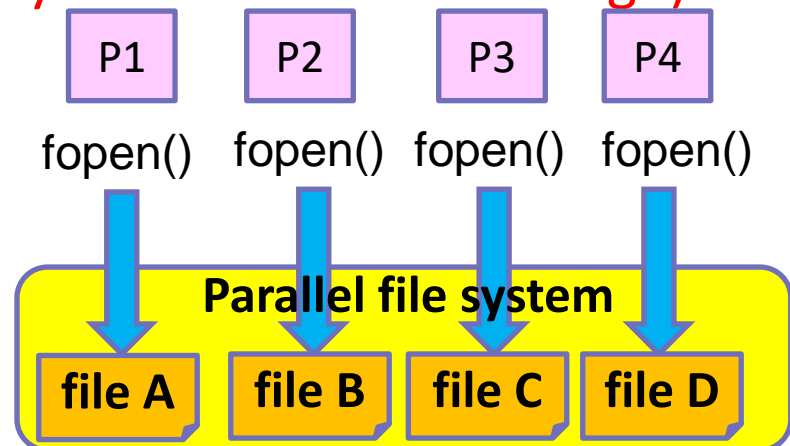 P1 P2 P3 P4
fopen() fopen() fopen() fopen()
Parallel file system
file A file B file C file D